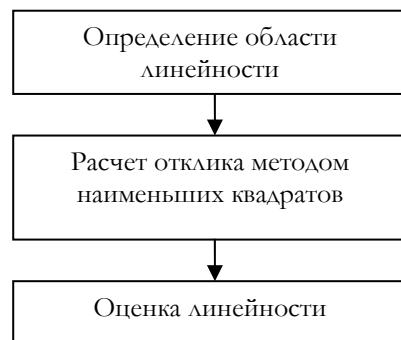 Определение области
линейности
Расчет отклика методом
наименьших квадратов
Оценка линейности